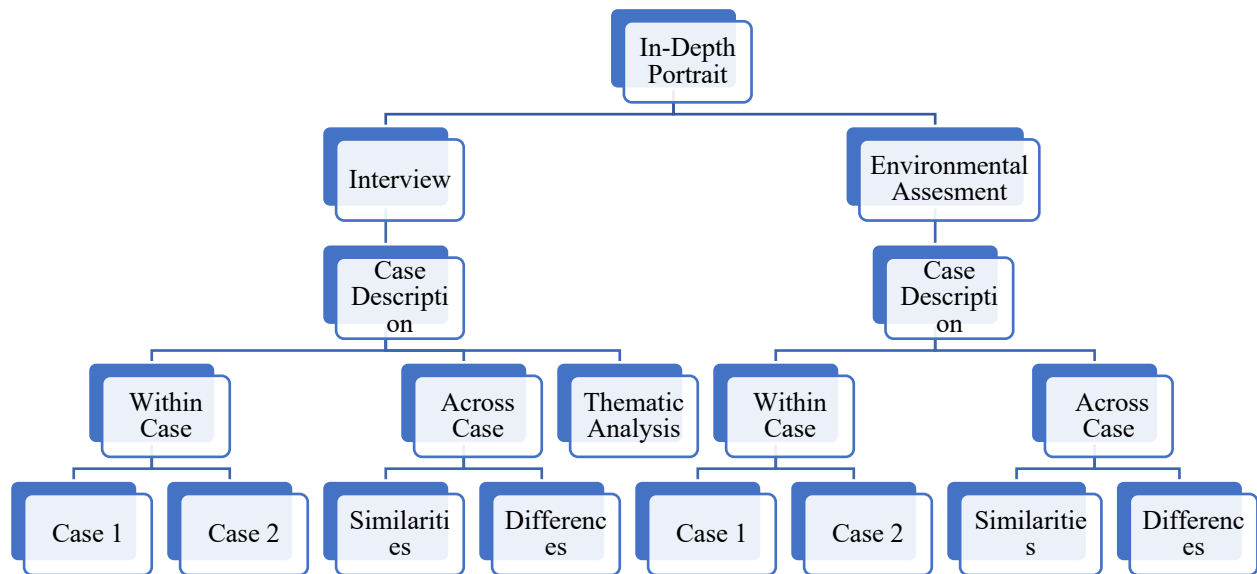 In-Depth
Portrait
Interview
Environmental
Assesment
Case
Descripti
on
Case
Descripti
on
Within
Case
Across
Case
Thematic
Analysis
Within
Case
Across
Case
Case 1
Case 2
Similariti
es
Differenc
es
Case 1
Case 2
Similaritie
s
Differenc
es